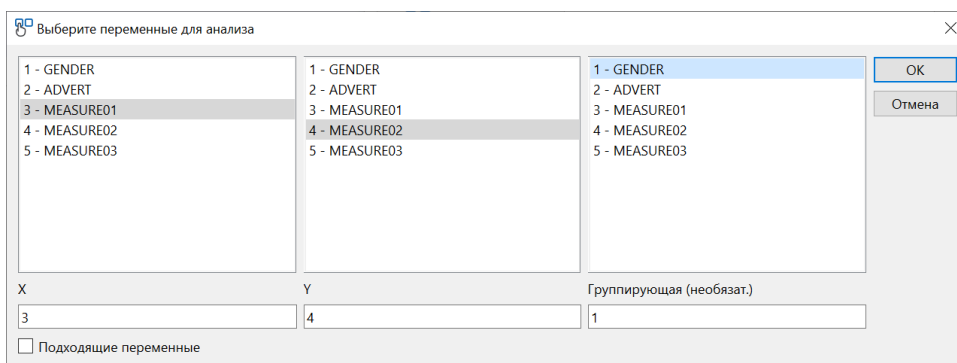 Выберите переменные для анализа
1 - GENDER
2 - ADVERT
3 - MEASURE01
4 - MEASURE02
5 - MEASURE03
1 - GENDER
2 - ADVERT
3 - MEASURE01
4 - MEASURE02
5 - MEASURE03
1 - GENDER
2 - ADVERT
3 - MEASURE01
4 - MEASURE02
5 - MEASURE03
ОК
Отмена
X
Y
Группирующая (необязат.)
3
4
1
Подходящие переменные